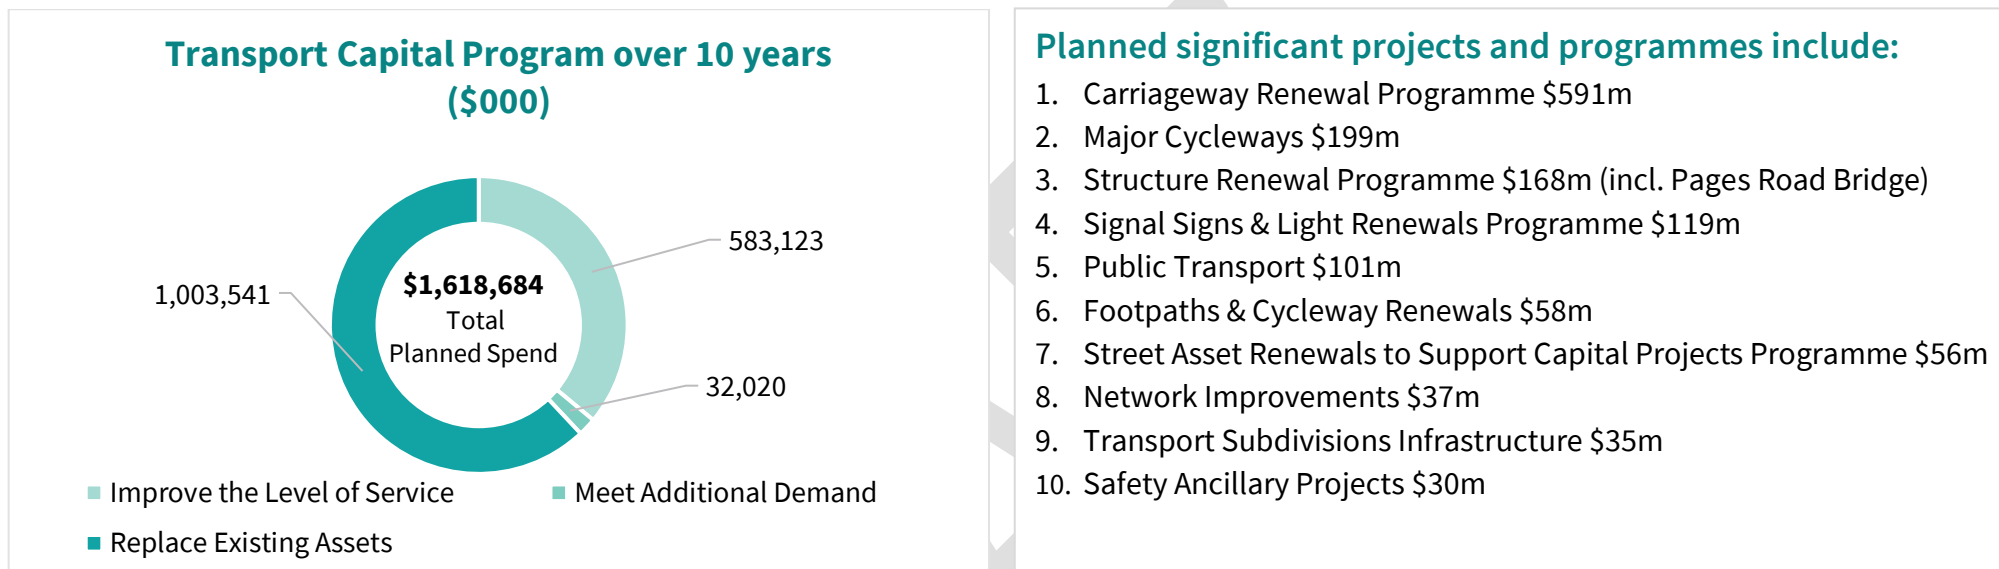 Transport Capital Program over 10 years
($000)
583,123
1,003,541
$1,618,684
Total
Planned Spend
32,020
Improve the Level of Service
Meet Additional Demand
Replace Existing Assets
Planned significant projects and programmes include:
1. Carriageway Renewal Programme $591m
2. Major Cycleways $199m
3. Structure Renewal Programme $168m (incl. Pages Road Bridge)
4. Signal Signs & Light Renewals Programme $119m
5. Public Transport $101m
6. Footpaths & Cycleway Renewals $58m
7. Street Asset Renewals to Support Capital Projects Programme $56m
8. Network Improvements $37m
9. Transport Subdivisions Infrastructure $35m
10. Safety Ancillary Projects $30m